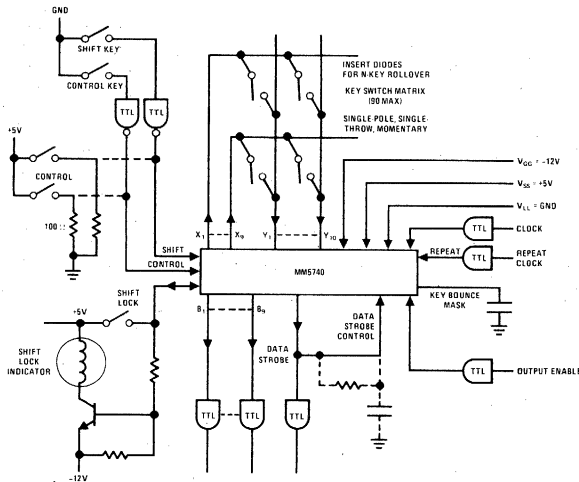 GND
SHIFT KEY
CONTROL KEY
TTL
TTL
+5V
CONTROL
100 Ω
INSERT DIODES
FOR N-KEY ROLLOVER
KEY SWITCH MATRIX
(90 MAX)
SINGLE-POLE, SINGLE-
THROW, MOMENTARY
VGG = -12V
VSS = +5V
VLL = GND
X1
X9
Y1
Y10
TTL
CLOCK
SHIFT
CONTROL
MM5740
REPEAT
TTL
REPEAT
CLOCK
KEY BOUNCE
MASK
SHIFT
LOCK
+5V
B1
B9
DATA
STROBE
DATA
STROBE
CONTROL
SHIFT
LOCK
INDICATOR
TTL
OUTPUT ENABLE
TTL
TTL
TTL
-12V